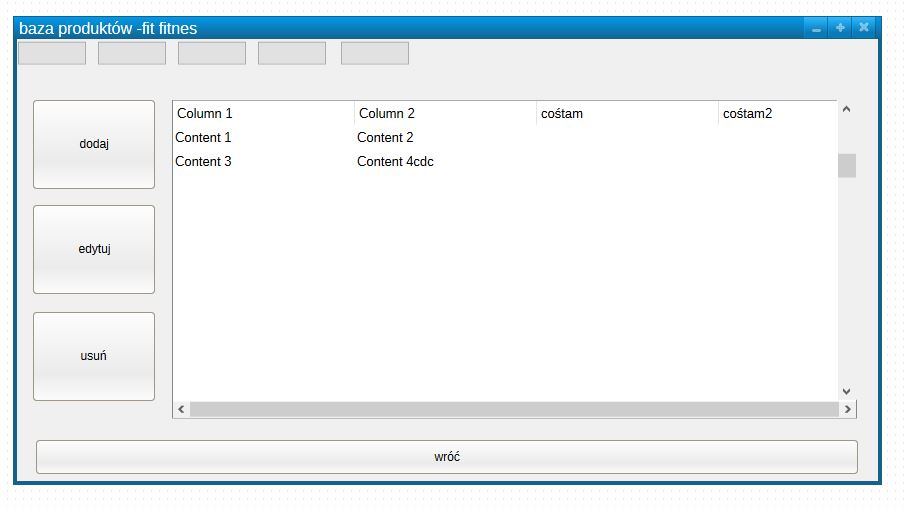 baza produktów -fit fitnes
dodaj
edytuj
usuń
Column 1 Column 2 cośtam cośtam2
Content 1 Content 2
Content 3 Content 4cdc
wróć